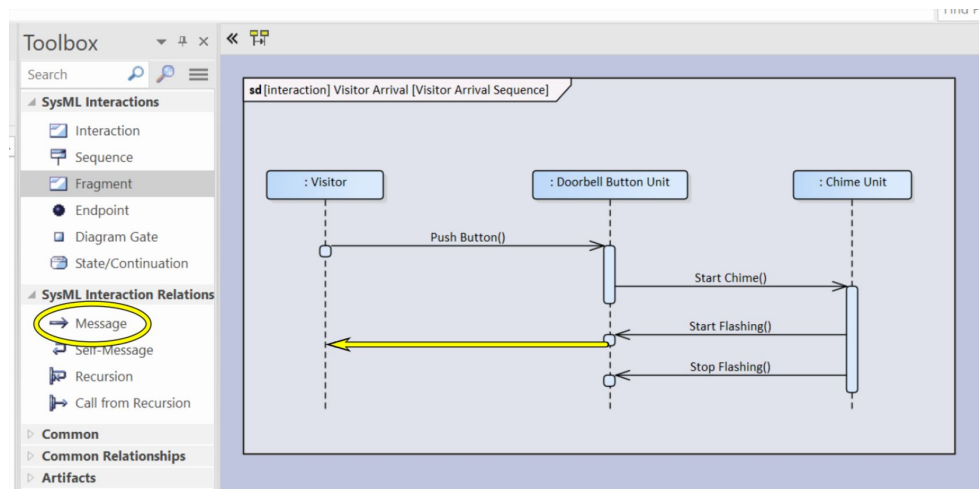 Toolbox
Search
SysML Interactions
Interaction
Sequence
Fragment
Endpoint
Diagram Gate
State/Continuation
SysML Interaction Relations
Message
Self-Message
Recursion
Call from Recursion
Common
Common Relationships
Artifacts
sd [interaction] Visitor Arrival [Visitor Arrival Sequence]
: Visitor
: Doorbell Button Unit
: Chime Unit
Push Button()
Start Chime()
Start Flashing()
Stop Flashing()